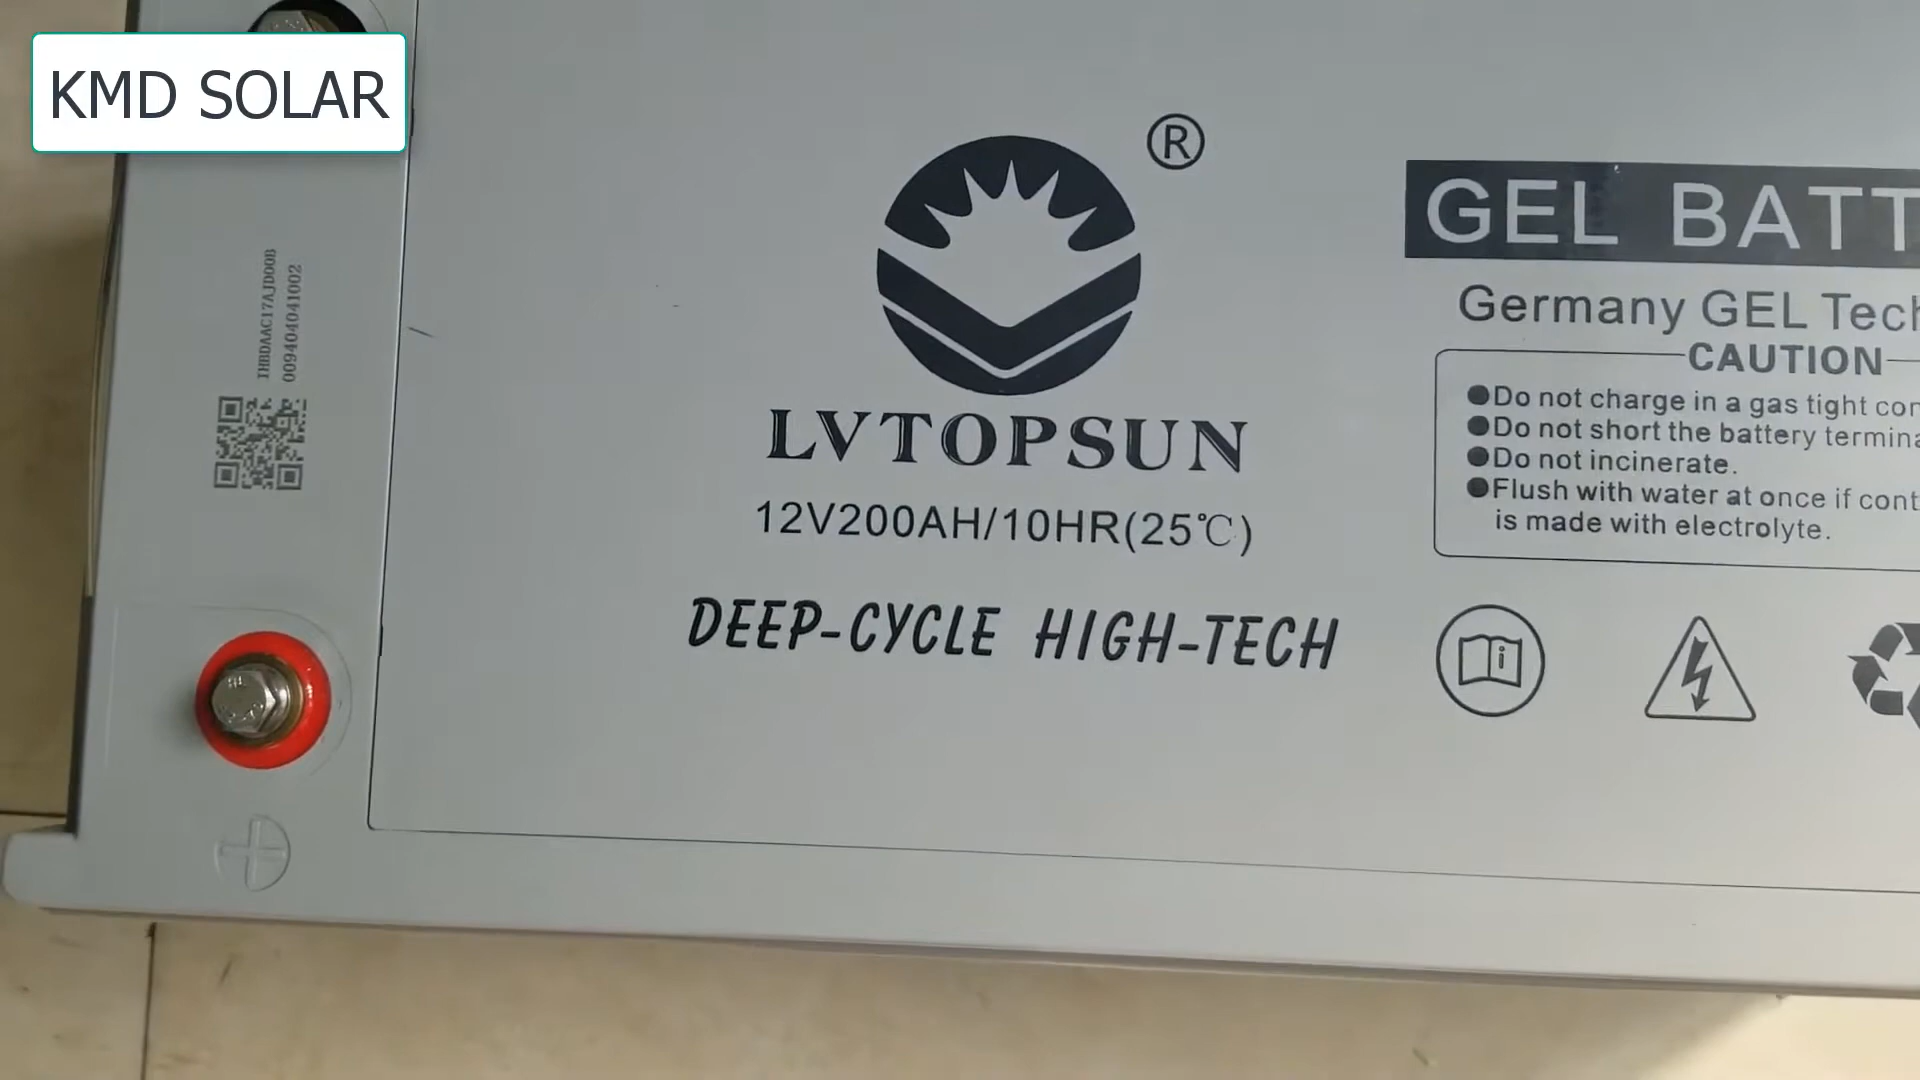 KMD SOLAR
®
GEL BATT
Germany GEL Tech
CAUTION
●Do not charge in a gas tight con
●Do not short the battery termina
●Do not incinerate.
●Flush with water at once if cont
is made with electrolyte.
LVTOPSUN
12V200AH/10HR(25℃)
DEEP-CYCLE HIGH-TECH
009404041002